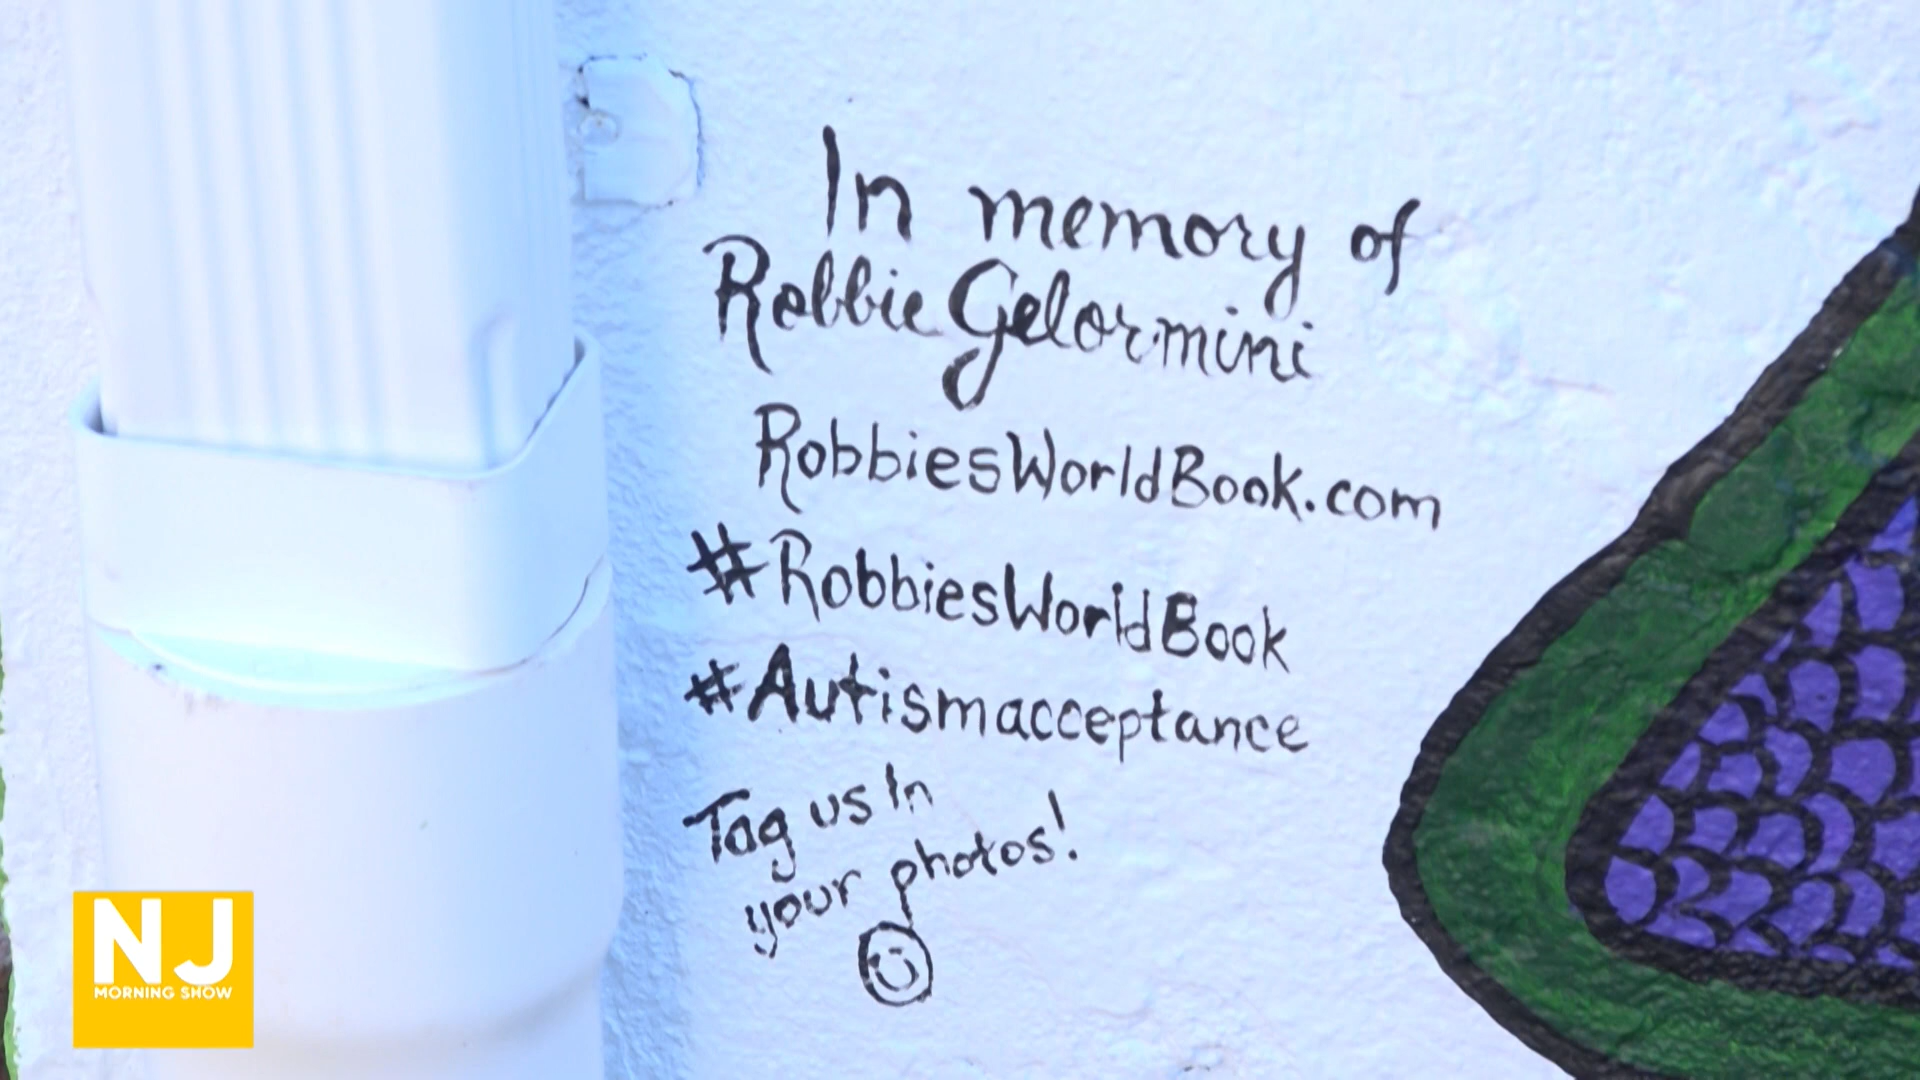 In memory of
Robbie Gelormini
RobbiesWorldBook.com
#RobbiesWorldBook
#Autismacceptance
Tag us In
your photos!
NJ
MORNING SHOW